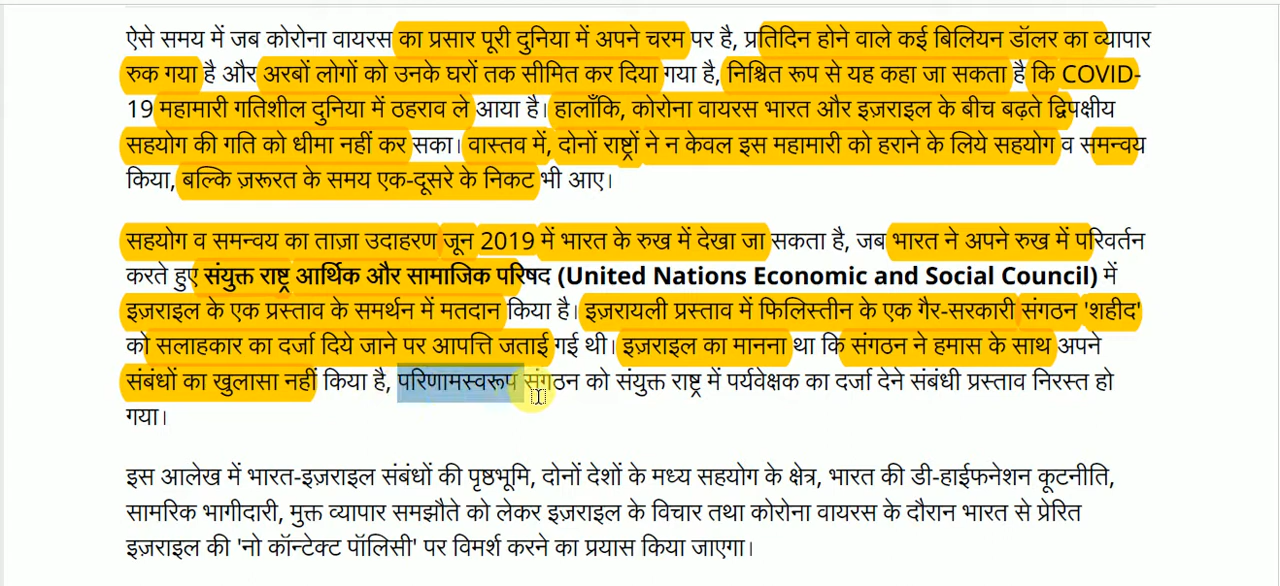 ऐसे समय में जब कोरोना वायरस का प्रसार पूरी दुनिया में अपने चरम पर है, प्रतिदिन होने वाले कई बिलियन डॉलर का व्यापार
रुक गया है और अरबों लोगों को उनके घरों तक सीमित कर दिया गया है, निश्चित रूप से यह कहा जा सकता है कि COVID-
19 महामारी गतिशील दुनिया में ठहराव ले आया है। हालाँकि, कोरोना वायरस भारत और इज़राइल के बीच बढ़ते द्विपक्षीय
सहयोग की गति को धीमा नहीं कर सका। वास्तव में, दोनों राष्ट्रों ने न केवल इस महामारी को हराने के लिये सहयोग व समन्वय
किया, बल्कि ज़रूरत के समय एक-दूसरे के निकट भी आए।
सहयोग व समन्वय का ताज़ा उदाहरण जून 2019 में भारत के रुख में देखा जा सकता है, जब भारत ने अपने रुख में परिवर्तन
करते हुए संयुक्त राष्ट्र आर्थिक और सामाजिक परिषद (United Nations Economic and Social Council) में
इज़राइल के एक प्रस्ताव के समर्थन में मतदान किया है। इज़रायली प्रस्ताव में फिलिस्तीन के एक गैर-सरकारी संगठन 'शहीद'
को सलाहकार का दर्जा दिये जाने पर आपत्ति जताई गई थी। इज़राइल का मानना था कि संगठन ने हमास के साथ अपने
संबंधों का खुलासा नहीं किया है, परिणामस्वरूप संगठन को संयुक्त राष्ट्र में पर्यवेक्षक का दर्जा देने संबंधी प्रस्ताव निरस्त हो
गया।
इस आलेख में भारत-इज़राइल संबंधों की पृष्ठभूमि, दोनों देशों के मध्य सहयोग के क्षेत्र, भारत की डी-हाईफनेशन कूटनीति,
सामरिक भागीदारी, मुक्त व्यापार समझौते को लेकर इज़राइल के विचार तथा कोरोना वायरस के दौरान भारत से प्रेरित
इज़राइल की 'नो कॉन्टेक्ट पॉलिसी' पर विमर्श करने का प्रयास किया जाएगा।